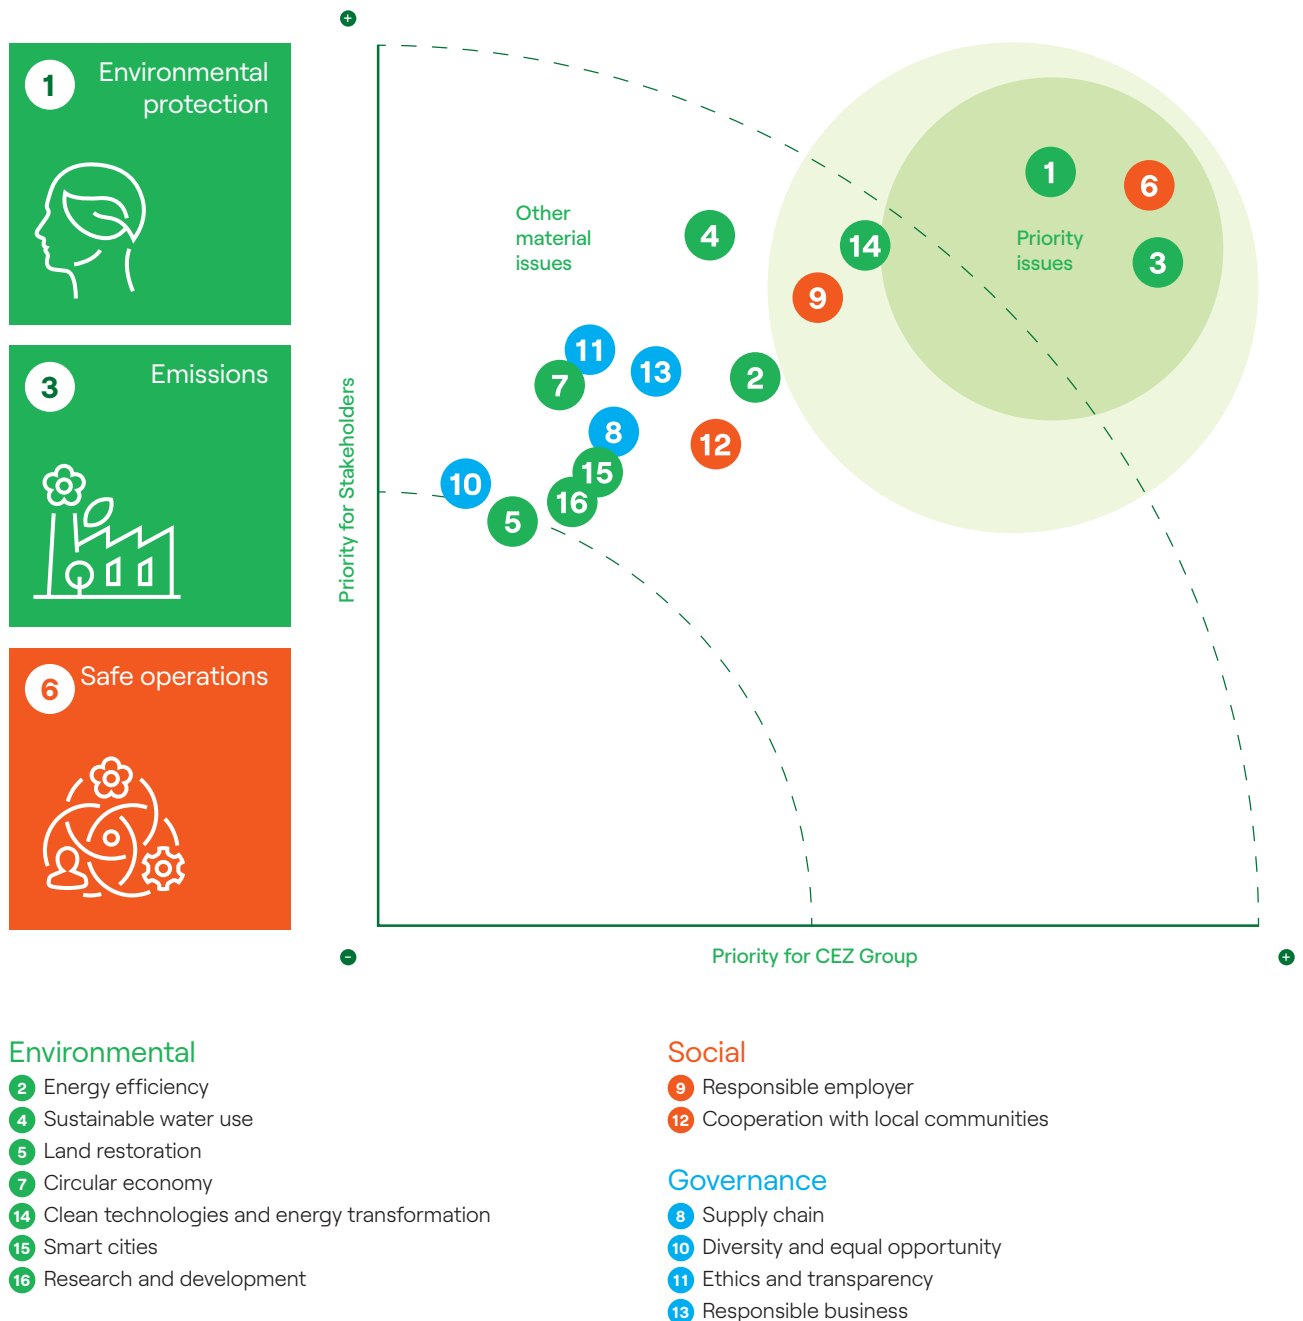 1 Environmental
protection
3 Emissions
6 Safe operations
+
Other
material
issues
Priority
issues
1
6
3
4
14
9
11
7
13
2
8
12
15
10
16
5
Priority for Stakeholders
-
Priority for CEZ Group
+
Environmental
2 Energy efficiency
4 Sustainable water use
5 Land restoration
7 Circular economy
14 Clean technologies and energy transformation
15 Smart cities
16 Research and development
Social
9 Responsible employer
12 Cooperation with local communities
Governance
8 Supply chain
10 Diversity and equal opportunity
11 Ethics and transparency
13 Responsible business